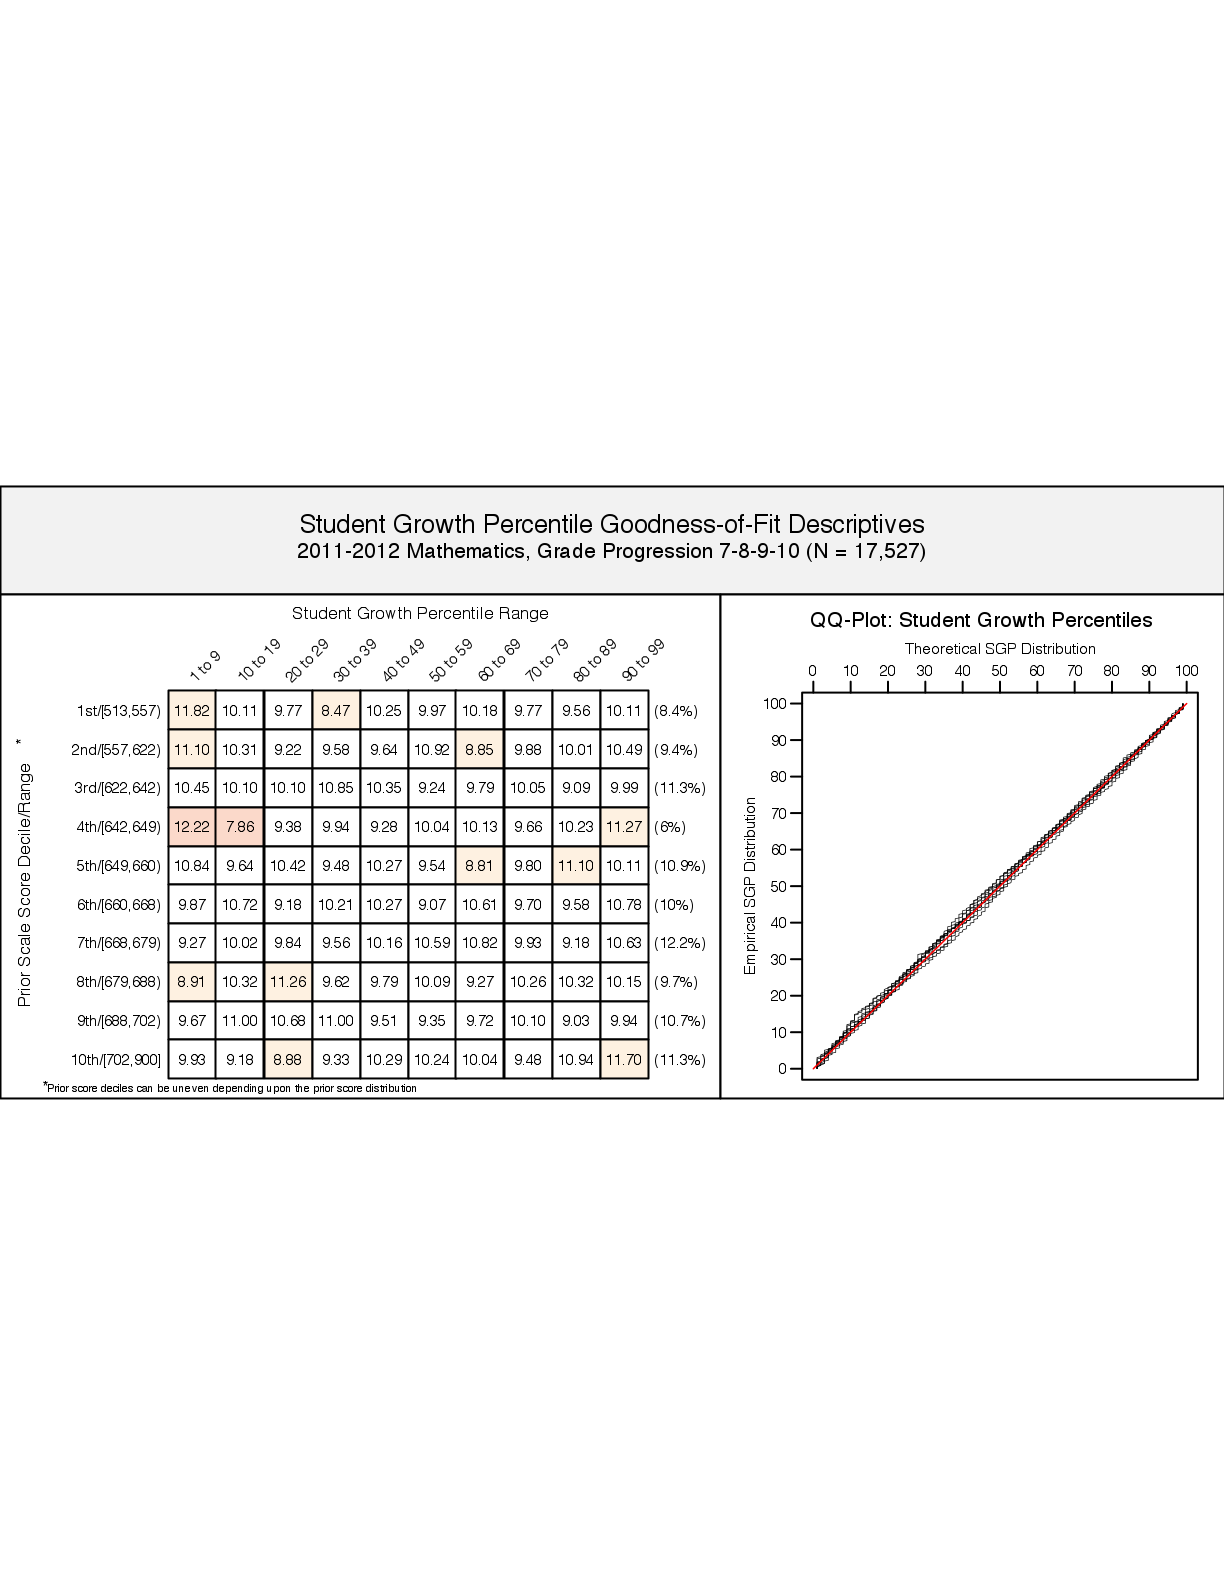 Student Growth Percentile Goodness-of-Fit Descriptives
2011-2012 Mathematics, Grade Progression 7-8-9-10 (N = 17,527)
Student Growth Percentile Range
1 to 9 10 to 19 20 to 29 30 to 39 40 to 49 50 to 59 60 to 69 70 to 79 80 to 89 90 to 99
Prior Scale Score Decile/Range *
1st/[513,557) 11.82 10.11 9.77 8.47 10.25 9.97 10.18 9.77 9.56 10.11 (8.4%)
2nd/[557,622) 11.10 10.31 9.22 9.58 9.64 10.92 8.85 9.88 10.01 10.49 (9.4%)
3rd/[622,642) 10.45 10.10 10.10 10.85 10.35 9.24 9.79 10.05 9.09 9.99 (11.3%)
4th/[642,649) 12.22 7.86 9.38 9.94 9.28 10.04 10.13 9.66 10.23 11.27 (6%)
5th/[649,660) 10.84 9.64 10.42 9.48 10.27 9.54 8.81 9.80 11.10 10.11 (10.9%)
6th/[660,668) 9.87 10.72 9.18 10.21 10.27 9.07 10.61 9.70 9.58 10.78 (10%)
7th/[668,679) 9.27 10.02 9.84 9.56 10.16 10.59 10.82 9.93 9.18 10.63 (12.2%)
8th/[679,688) 8.91 10.32 11.26 9.62 9.79 10.09 9.27 10.26 10.32 10.15 (9.7%)
9th/[688,702) 9.67 11.00 10.68 11.00 9.51 9.35 9.72 10.10 9.03 9.94 (10.7%)
10th/[702,900] 9.93 9.18 8.88 9.33 10.29 10.24 10.04 9.48 10.94 11.70 (11.3%)
*Prior score deciles can be uneven depending upon the prior score distribution
QQ-Plot: Student Growth Percentiles
Theoretical SGP Distribution
0 10 20 30 40 50 60 70 80 90 100
Empirical SGP Distribution
100
90
80
70
60
50
40
30
20
10
0